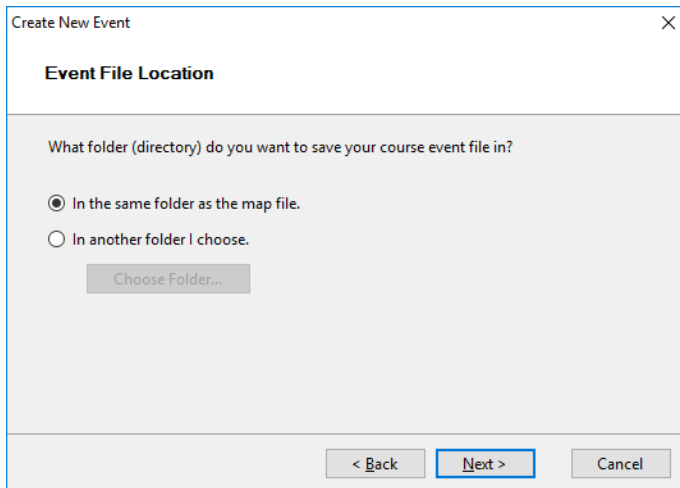 Create New Event
Event File Location
What folder (directory) do you want to save your course event file in?
In the same folder as the map file.
In another folder I choose.
Choose Folder...
< Back Next > Cancel